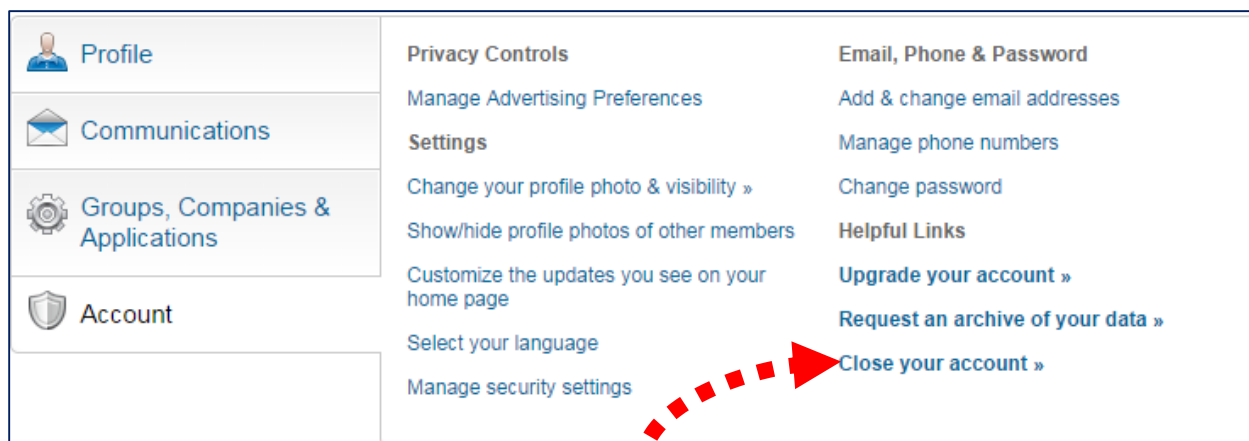 Profile
Communications
Groups, Companies &
Applications
Account
Privacy Controls
Manage Advertising Preferences
Settings
Change your profile photo & visibility »
Show/hide profile photos of other members
Customize the updates you see on your
home page
Select your language
Manage security settings
Email, Phone & Password
Add & change email addresses
Manage phone numbers
Change password
Helpful Links
Upgrade your account »
Request an archive of your data »
Close your account »